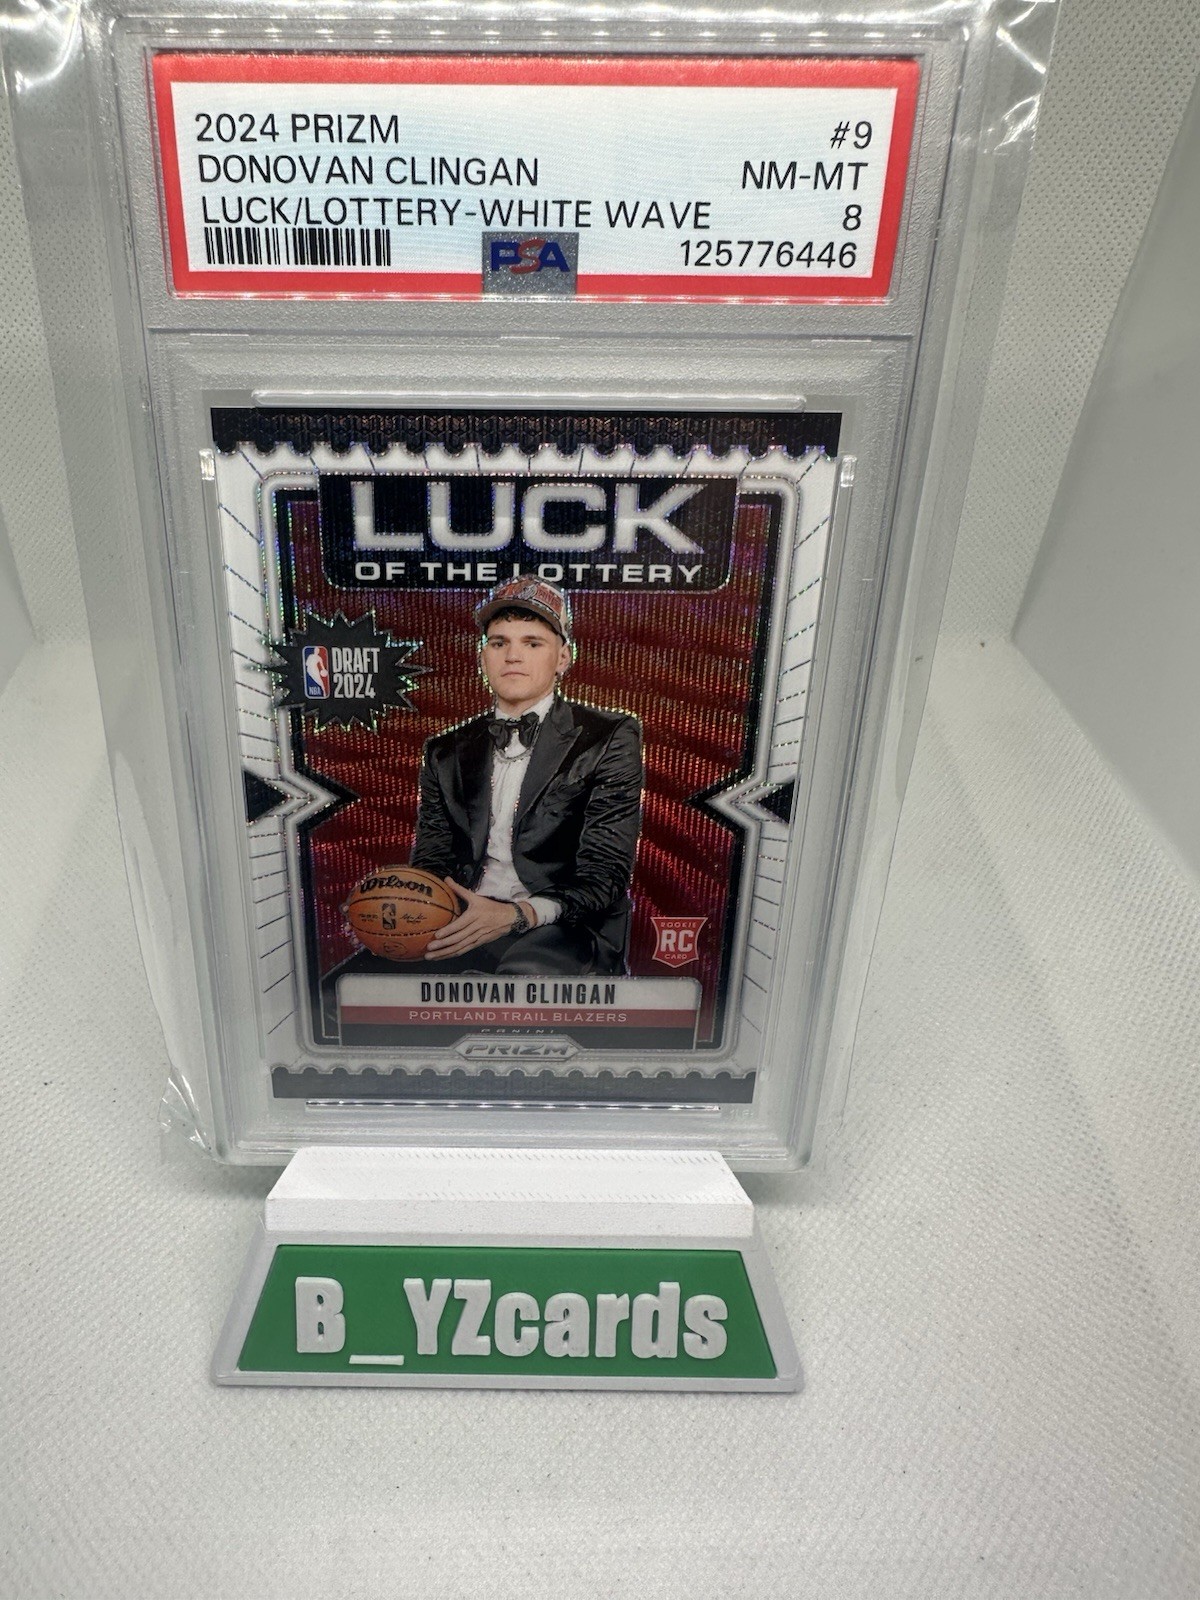 2024 PRIZM #9
DONOVAN CLINGAN NM-MT
LUCK/LOTTERY-WHITE WAVE 8
PSA 125776446
LUCK
OF THE LOTTERY
NBA DRAFT
2024
Wilson
ROOKIE
RC
CARD
DONOVAN CLINGAN
PORTLAND TRAIL BLAZERS
PANINI
PRIZM
B_YZcards